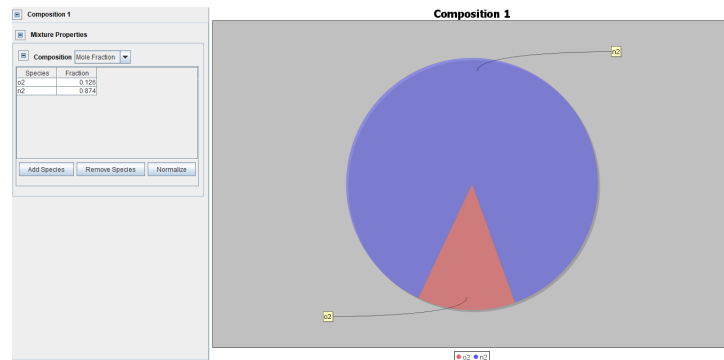 Composition 1
Mixture Properties
Composition Mole Fraction
Species Fraction
o2 0.126
n2 0.874
Add Species Remove Species Normalize
Composition 1
n2
o2
o2 n2